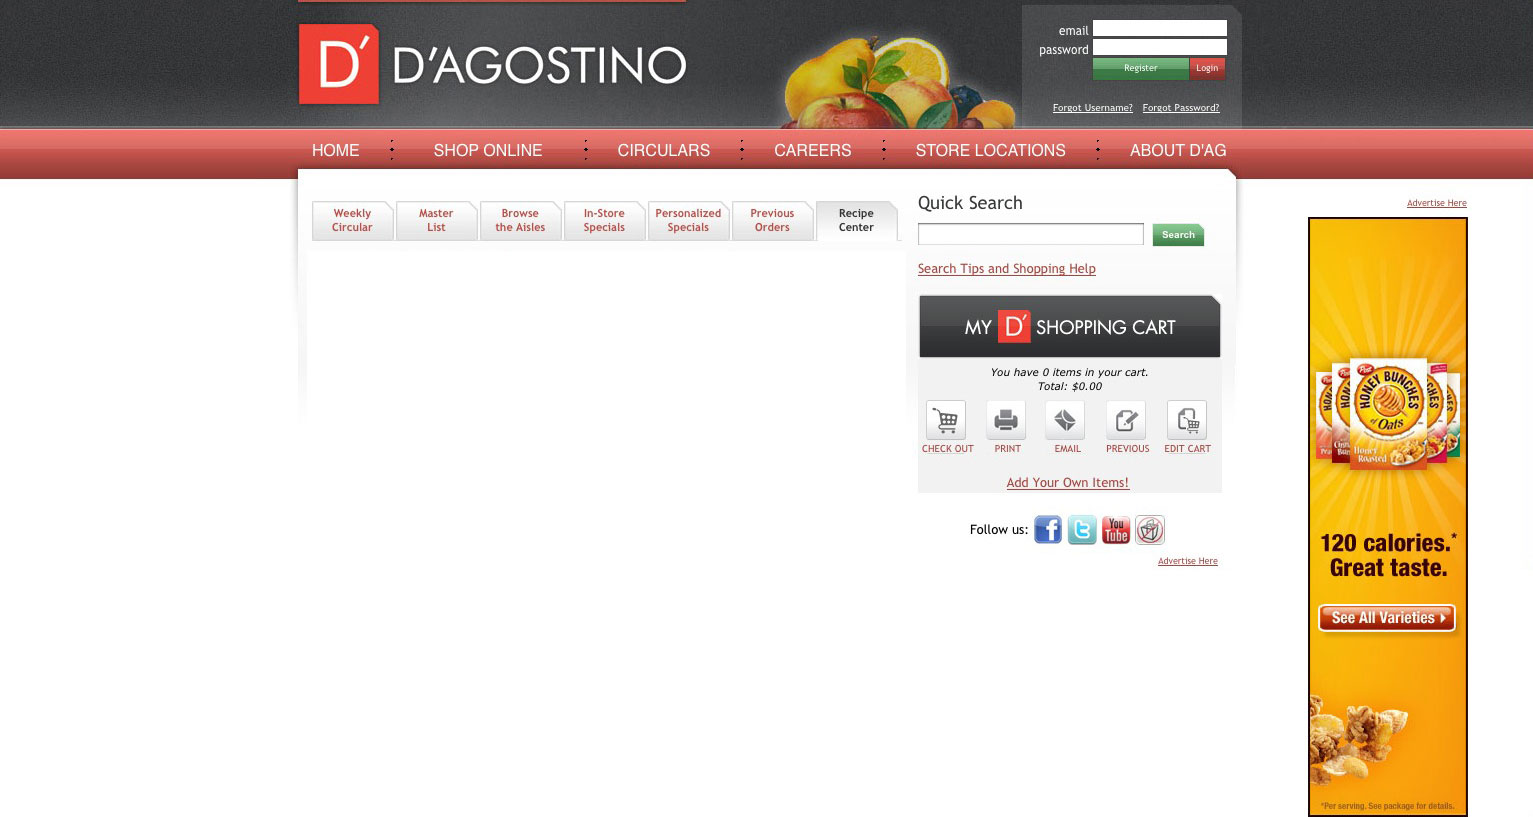 D' D'AGOSTINO
email
password
Register Login
Forgot Username? Forgot Password?
HOME SHOP ONLINE CIRCULARS CAREERS STORE LOCATIONS ABOUT D'AG
Weekly Circular
Master List
Browse the Aisles
In-Store Specials
Personalized Specials
Previous Orders
Recipe Center
Quick Search
Search
Search Tips and Shopping Help
MY D' SHOPPING CART
You have 0 items in your cart.
Total: $0.00
CHECK OUT PRINT EMAIL PREVIOUS EDIT CART
Add Your Own Items!
Follow us: f t You Tube
Advertise Here
Advertise Here
Post
HONEY BUNCHES
of Oats
Honey
Roasted
120 calories.*
Great taste.
See All Varieties
*Per serving. See package for details.